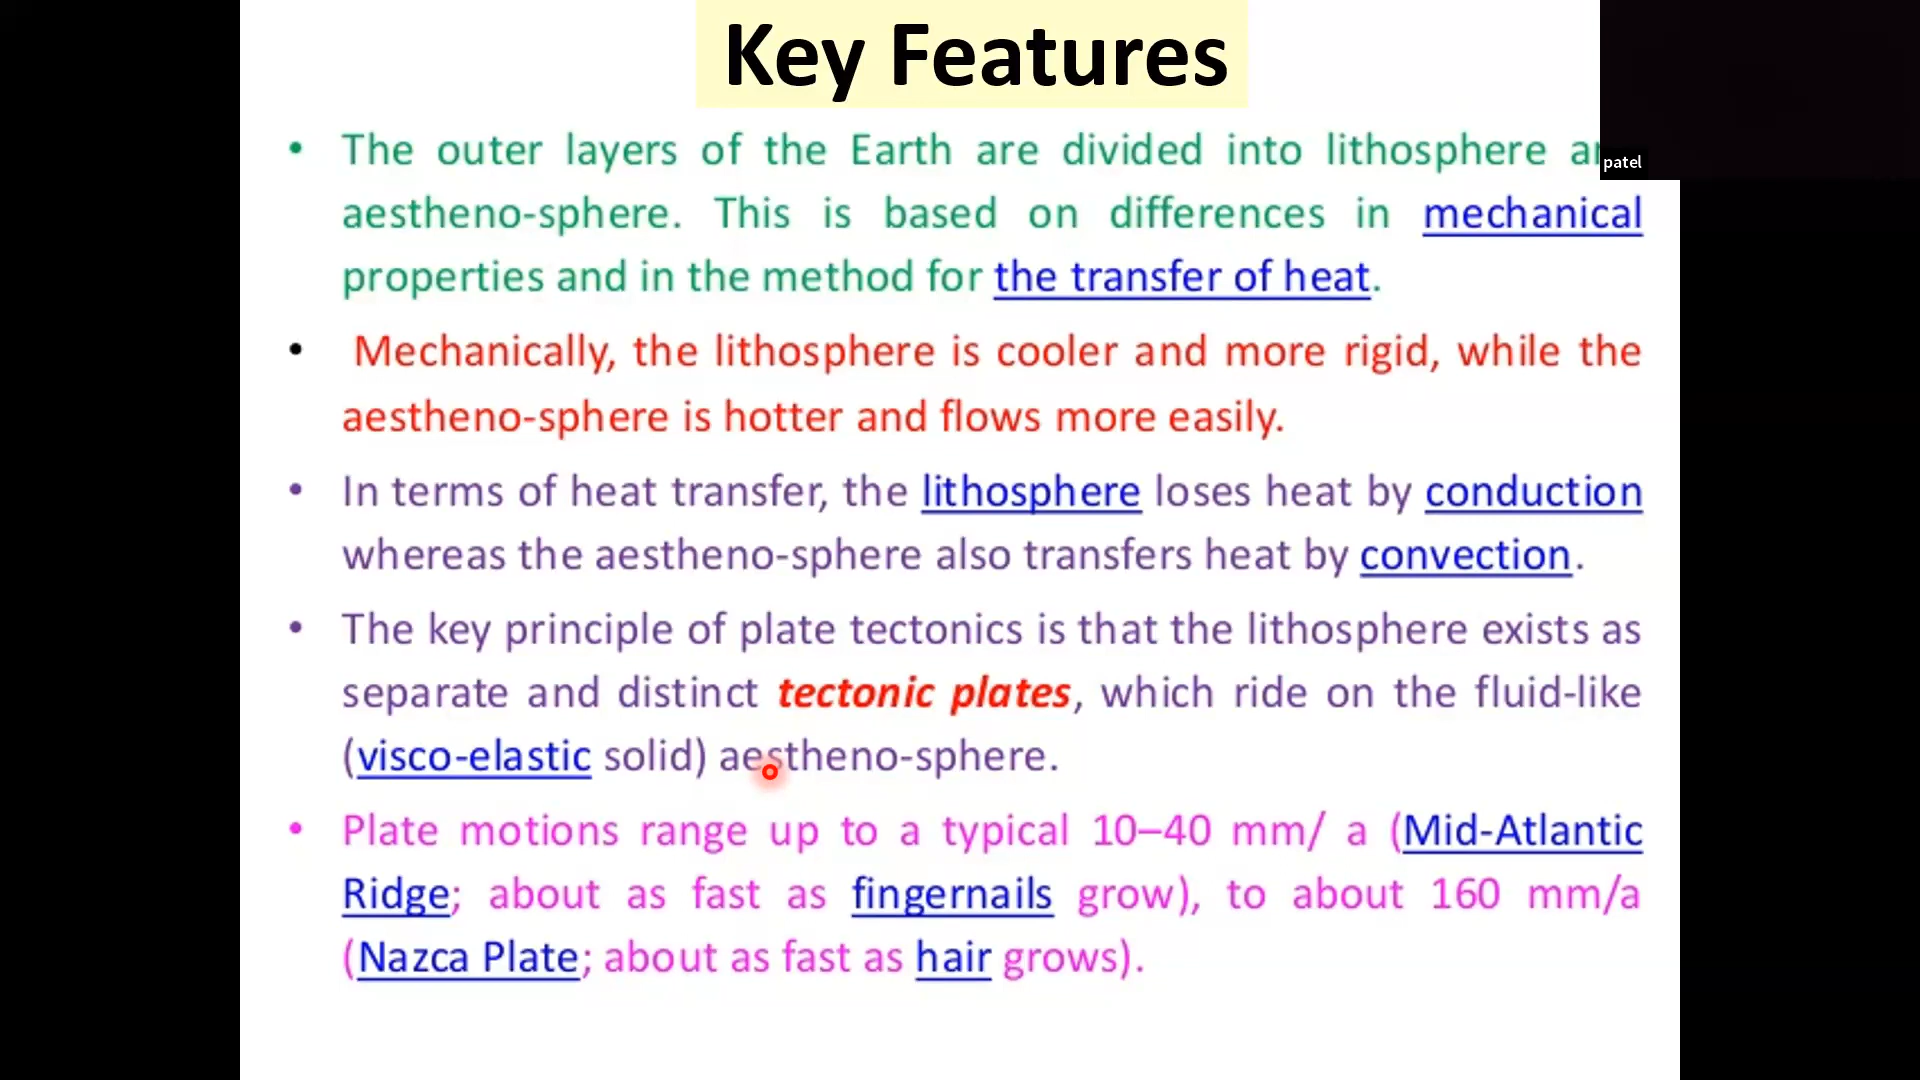 Key Features
• The outer layers of the Earth are divided into lithosphere
patel
aestheno-sphere. This is based on differences in mechanical
properties and in the method for the transfer of heat.
• Mechanically, the lithosphere is cooler and more rigid, while the
aestheno-sphere is hotter and flows more easily.
• In terms of heat transfer, the lithosphere loses heat by conduction
whereas the aestheno-sphere also transfers heat by convection.
• The key principle of plate tectonics is that the lithosphere exists as
separate and distinct tectonic plates, which ride on the fluid-like
(visco-elastic solid) aestheno-sphere.
• Plate motions range up to a typical 10–40 mm/ a (Mid-Atlantic
Ridge; about as fast as fingernails grow), to about 160 mm/a
(Nazca Plate; about as fast as hair grows).